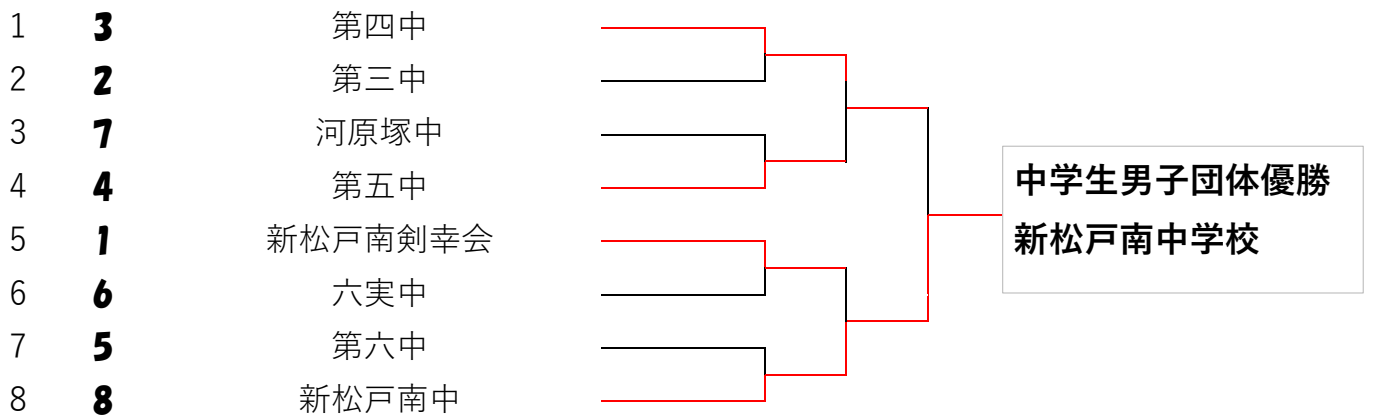 1 3 第四中
2 2 第三中
3 7 河原塚中
4 4 第五中
5 1 新松戸南剣幸会
6 6 六実中
7 5 第六中
8 8 新松戸南中
中学生男子団体優勝
新松戸南中学校